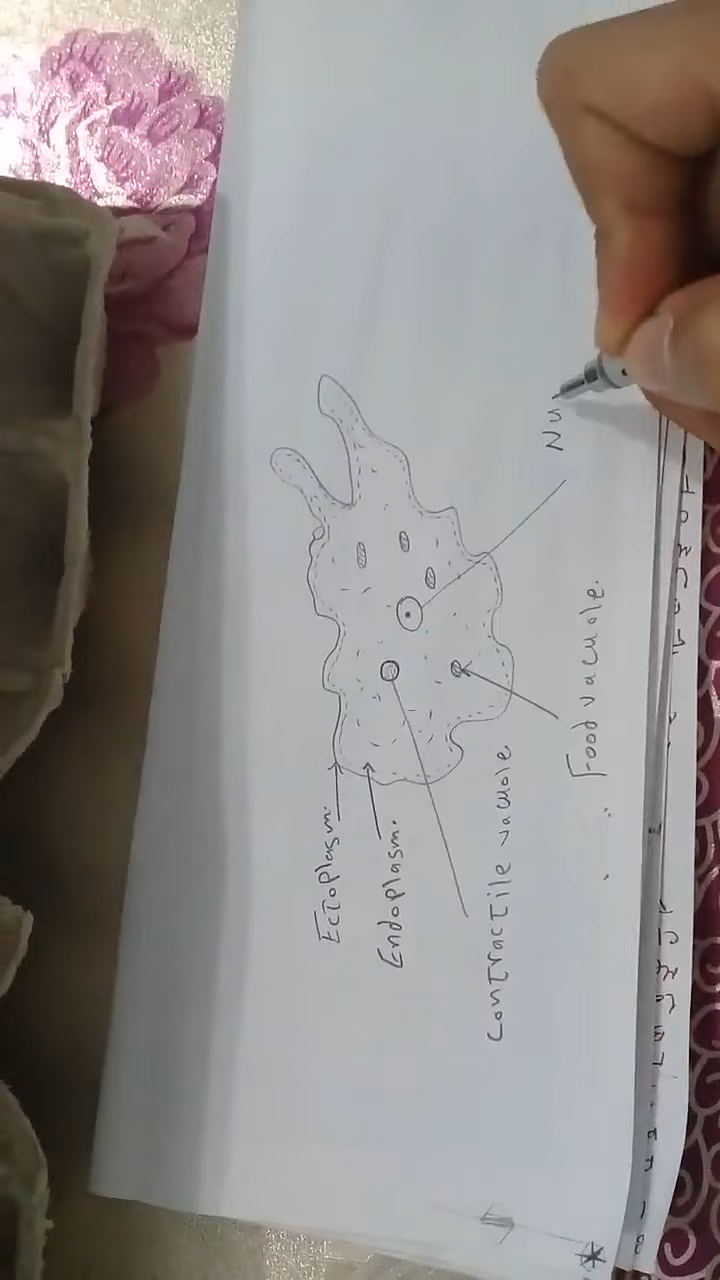 Ectoplasm.
Endoplasm.
Contractile vacuole
Food vacuole.
Nu